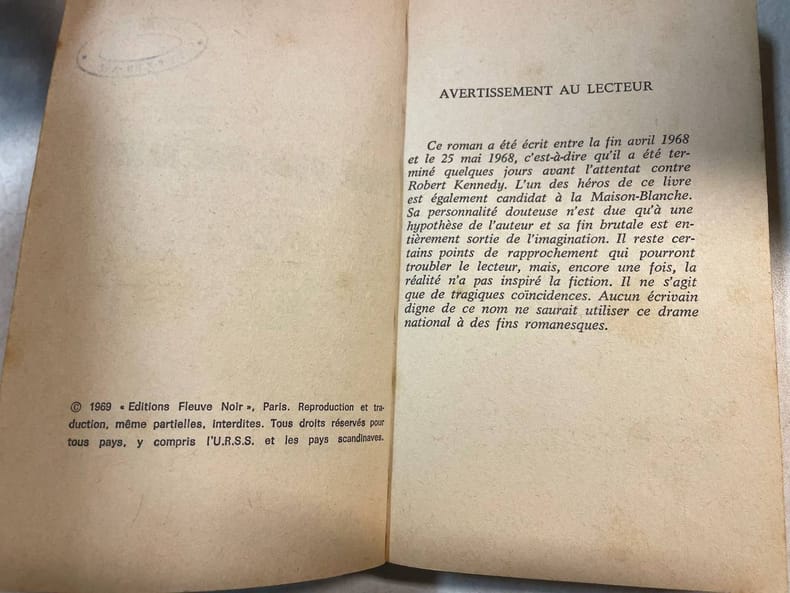 © 1969 « Editions Fleuve Noir », Paris. Reproduction et tra-
duction, même partielles, interdites. Tous droits réservés pour
tous pays, y compris l'U.R.S.S. et les pays scandinaves.
AVERTISSEMENT AU LECTEUR
Ce roman a été écrit entre la fin avril 1968
et le 25 mai 1968, c'est-à-dire qu'il a été ter-
miné quelques jours avant l'attentat contre
Robert Kennedy. L'un des héros de ce livre
est également candidat à la Maison-Blanche.
Sa personnalité douteuse n'est due qu'à une
hypothèse de l'auteur et sa fin brutale est en-
tièrement sortie de l'imagination. Il reste cer-
tains points de rapprochement qui pourront
troubler le lecteur, mais, encore une fois, la
réalité n'a pas inspiré la fiction. Il ne s'agit
que de tragiques coïncidences. Aucun écrivain
digne de ce nom ne saurait utiliser ce drame
national à des fins romanesques.